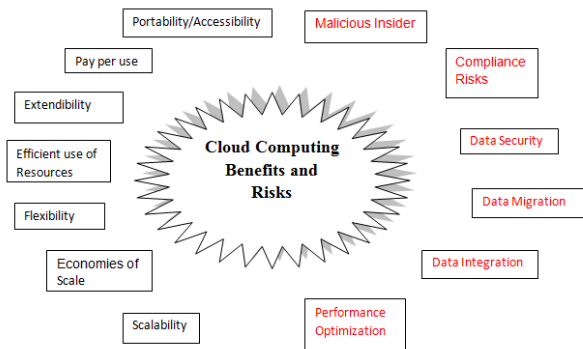 Portability/Accessibility
Malicious Insider
Pay per use
Compliance
Risks
Extendibility
Cloud Computing
Benefits and
Risks
Data Security
Efficient use of
Resources
Data Migration
Flexibility
Data Integration
Economies of
Scale
Performance
Optimization
Scalability